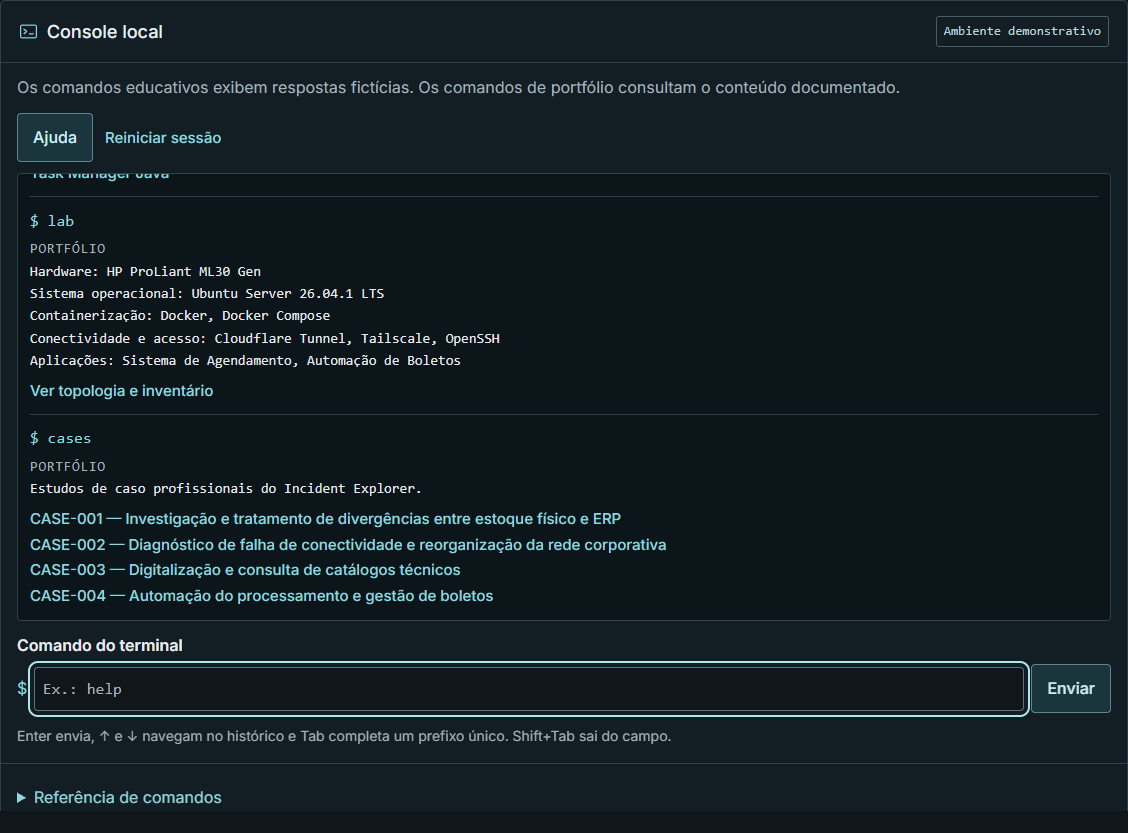 Console local
Ambiente demonstrativo
Os comandos educativos exibem respostas fictícias. Os comandos de portfólio consultam o conteúdo documentado.
Ajuda
Reiniciar sessão
Task Manager Java
$ lab
PORTFÓLIO
Hardware: HP ProLiant ML30 Gen
Sistema operacional: Ubuntu Server 26.04.1 LTS
Containerização: Docker, Docker Compose
Conectividade e acesso: Cloudflare Tunnel, Tailscale, OpenSSH
Aplicações: Sistema de Agendamento, Automação de Boletos
Ver topologia e inventário
$ cases
PORTFÓLIO
Estudos de caso profissionais do Incident Explorer.
CASE-001 — Investigação e tratamento de divergências entre estoque físico e ERP
CASE-002 — Diagnóstico de falha de conectividade e reorganização da rede corporativa
CASE-003 — Digitalização e consulta de catálogos técnicos
CASE-004 — Automação do processamento e gestão de boletos
Comando do terminal
$ Ex.: help
Enviar
Enter envia, ↑ e ↓ navegam no histórico e Tab completa um prefixo único. Shift+Tab sai do campo.
▶ Referência de comandos